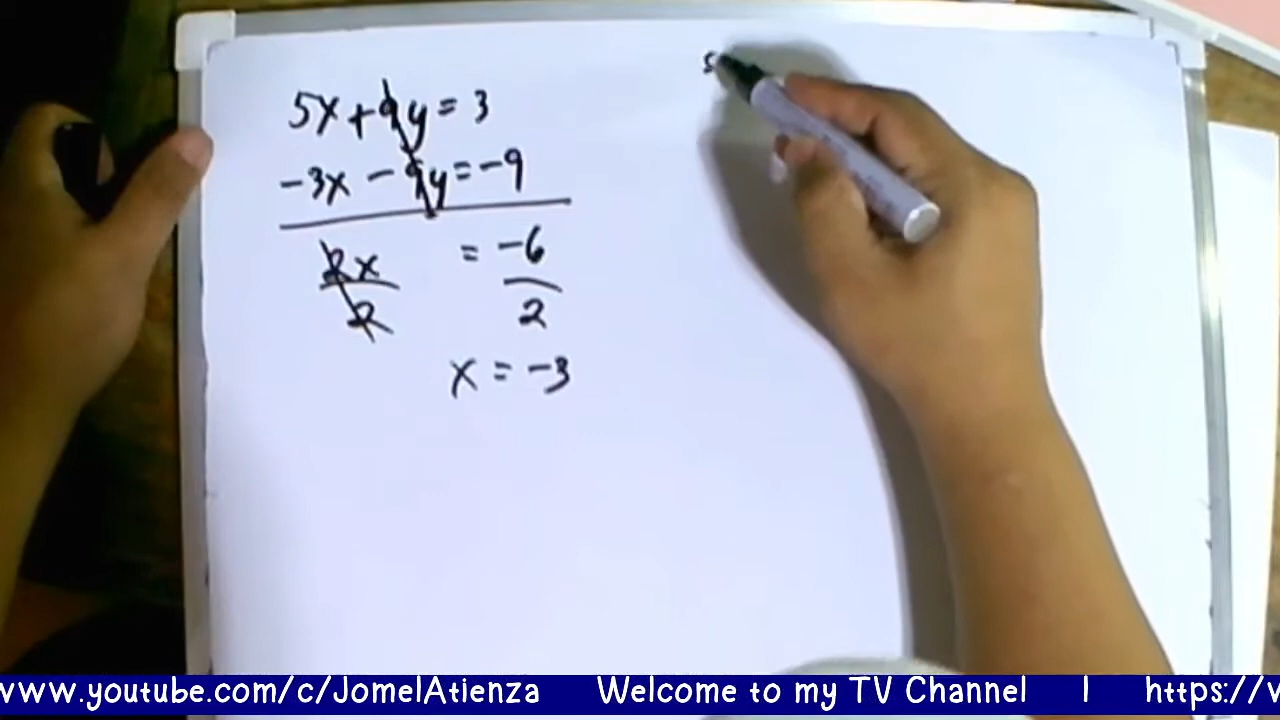 5x + 9y = 3
-3x - 9y = -9
2x = -6
2 2
x = -3
5
www.youtube.com/c/JomelAtienza Welcome to my TV Channel | https://